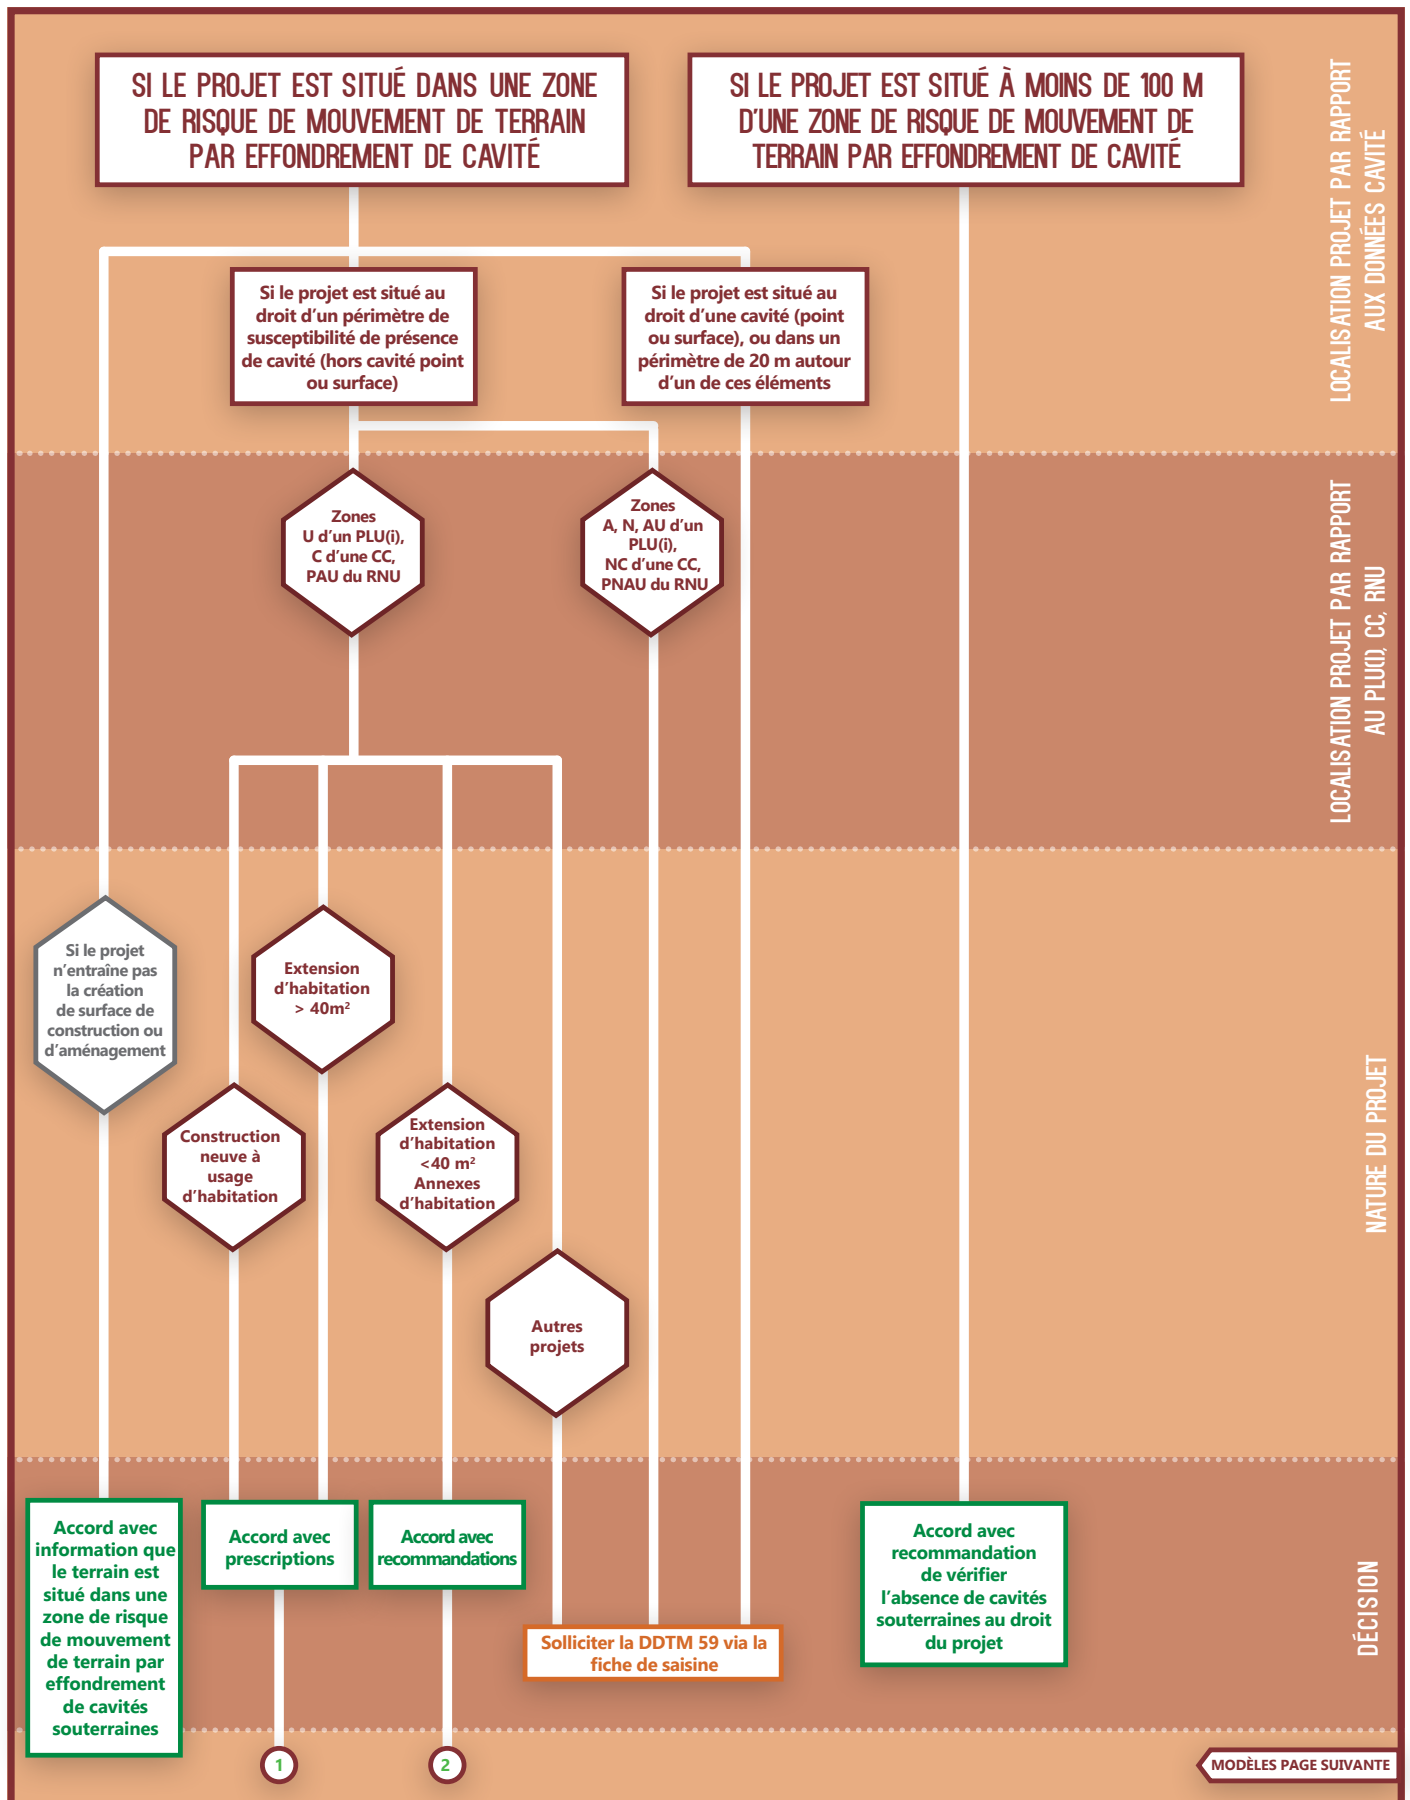 SI LE PROJET EST SITUÉ DANS UNE ZONE
DE RISQUE DE MOUVEMENT DE TERRAIN
PAR EFFONDREMENT DE CAVITÉ
SI LE PROJET EST SITUÉ À MOINS DE 100 M
D'UNE ZONE DE RISQUE DE MOUVEMENT DE
TERRAIN PAR EFFONDREMENT DE CAVITÉ
LOCALISATION PROJET PAR RAPPORT
AUX DONNÉES CAVITÉ
Si le projet est situé au
droit d'un périmètre de
susceptibilité de présence
de cavité (hors cavité point
ou surface)
Si le projet est situé au
droit d'une cavité (point
ou surface), ou dans un
périmètre de 20 m autour
d'un de ces éléments
Zones
U d'un PLU(i),
C d'une CC,
PAU du RNU
Zones
A, N, AU d'un
PLU(i),
NC d'une CC,
PNAU du RNU
LOCALISATION PROJET PAR RAPPORT
AU PLU(I), CC, RNU
Si le projet
n'entraîne pas
la création
de surface de
construction ou
d'aménagement
Extension
d'habitation
> 40m²
Construction
neuve à
usage
d'habitation
Extension
d'habitation
<40 m²
Annexes
d'habitation
Autres
projets
NATURE DU PROJET
Accord avec
information que
le terrain est
situé dans une
zone de risque
de mouvement
de terrain par
effondrement
de cavités
souterraines
Accord avec
prescriptions
Accord avec
recommandations
Solliciter la DDTM 59 via la
fiche de saisine
Accord avec
recommandation
de vérifier
l'absence de cavités
souterraines au droit
du projet
DÉCISION
1
2
MODÈLES PAGE SUIVANTE